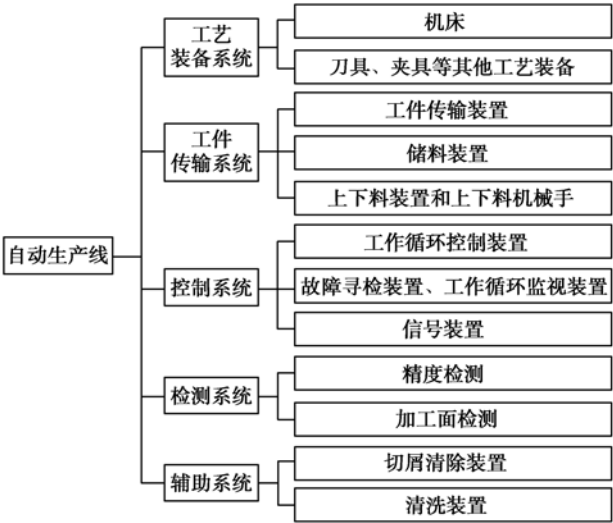 自动生产线
工艺
装备系统
机床
刀具、夹具等其他工艺装备
工件
传输系统
工件传输装置
储料装置
上下料装置和上下料机械手
控制系统
工作循环控制装置
故障寻检装置、工作循环监视装置
信号装置
检测系统
精度检测
加工面检测
辅助系统
切屑清除装置
清洗装置